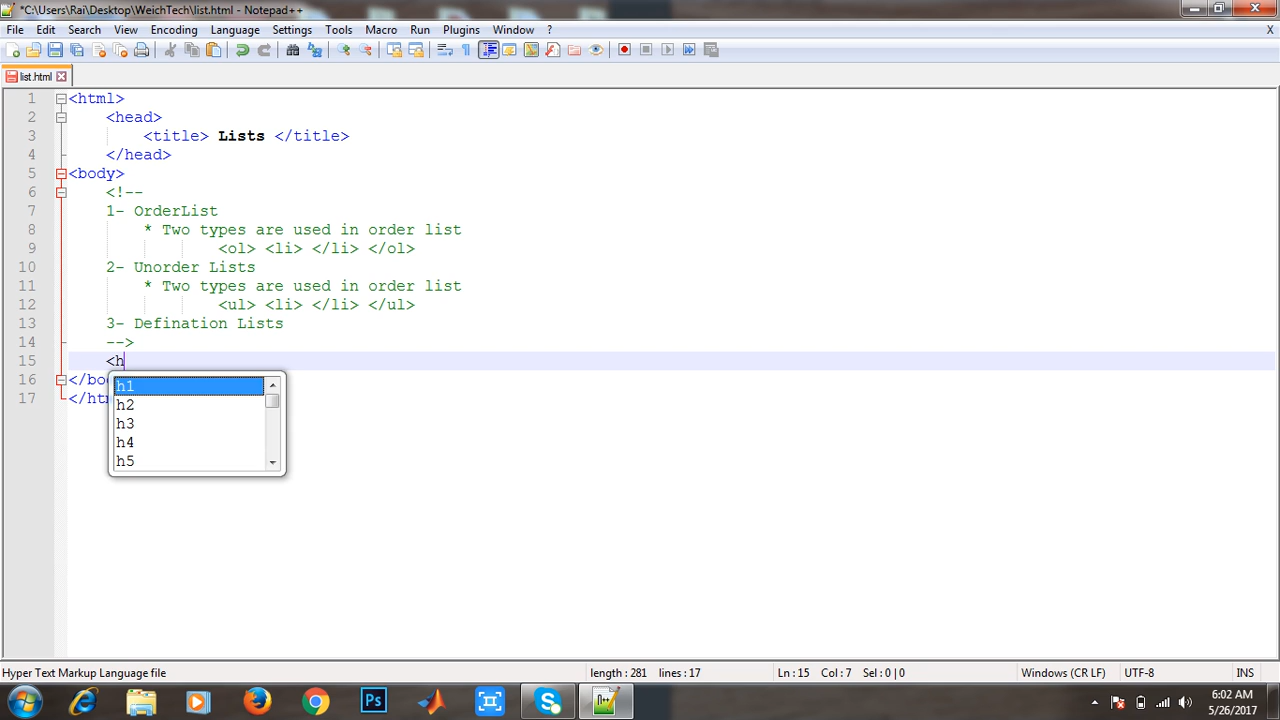 *C:\Users\Rai\Desktop\WeichTech\list.html - Notepad++
File Edit Search View Encoding Language Settings Tools Macro Run Plugins Window ? X
list.html
1 <html>
2 <head>
3 <title> Lists </title>
4 </head>
5 <body>
6 <!--
7 1- OrderList
8 * Two types are used in order list
9 <ol> <li> </li> </ol>
10 2- Unorder Lists
11 * Two types are used in order list
12 <ul> <li> </li> </ul>
13 3- Defination Lists
14 -->
15 <h
16 </bo
17 </htm
h1
h2
h3
h4
h5
Hyper Text Markup Language file length : 281 lines : 17 Ln : 15 Col : 7 Sel : 0 | 0 Windows (CR LF) UTF-8 INS
Ps N++ 6:02 AM
5/26/2017